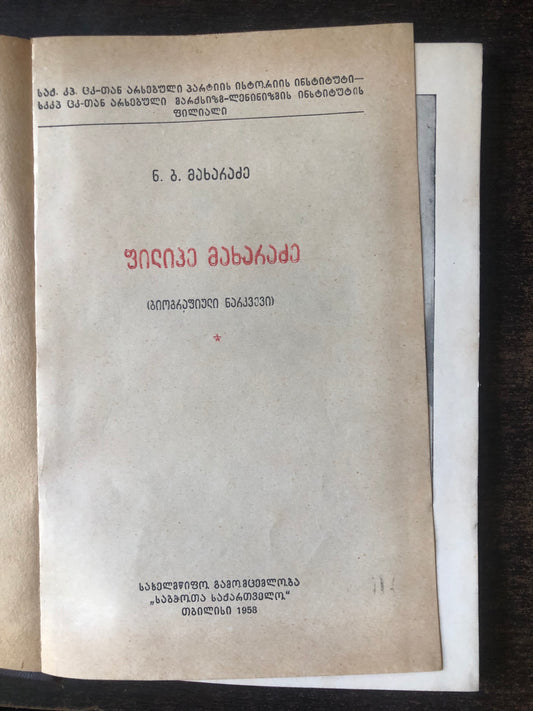 საქ. კპ. ცკ-თან არსებული პარტიის ისტორიის ინსტიტუტი—
სკკპ ცკ-თან არსებული მარქსიზმ-ლენინიზმის ინსტიტუტის
ფილიალი
ნ. ბ. მახარაძე
ფილიპე მახარაძე
(ბიოგრაფიული ნარკვევი)
*
სახელმწიფო გამომცემლობა
„საბჭოთა საქართველო“
თბილისი 1958